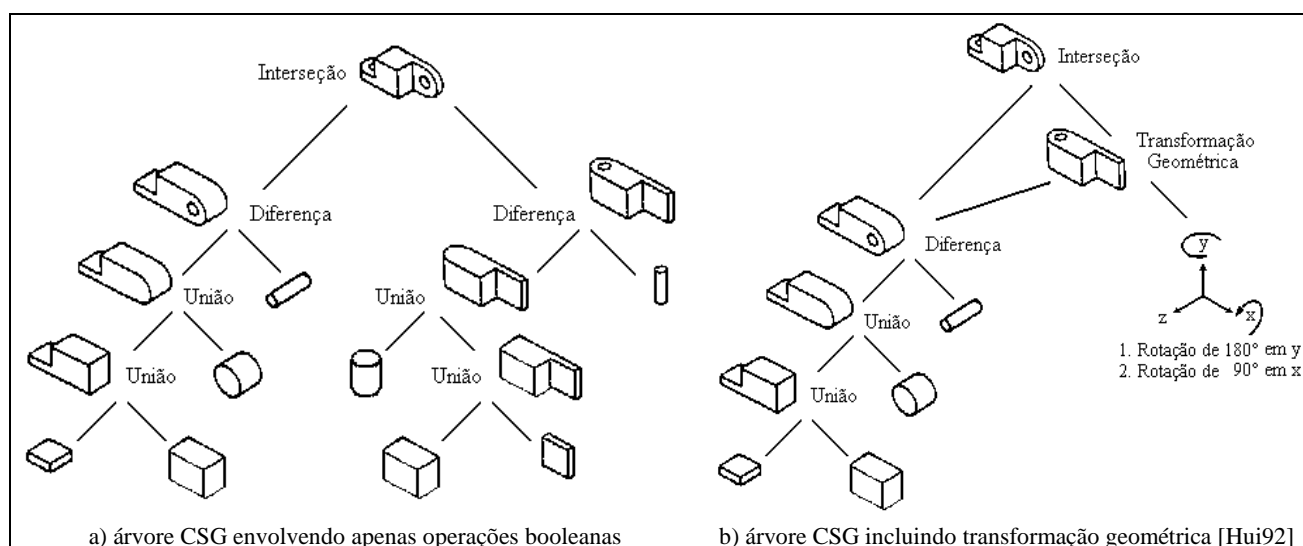 Interseção
Diferença
Diferença
União
União
União
União
a) árvore CSG envolvendo apenas operações booleanas
Interseção
Transformação
Geométrica
Diferença
União
União
y
z
x
1. Rotação de 180° em y
2. Rotação de 90° em x
b) árvore CSG incluindo transformação geométrica [Hui92]